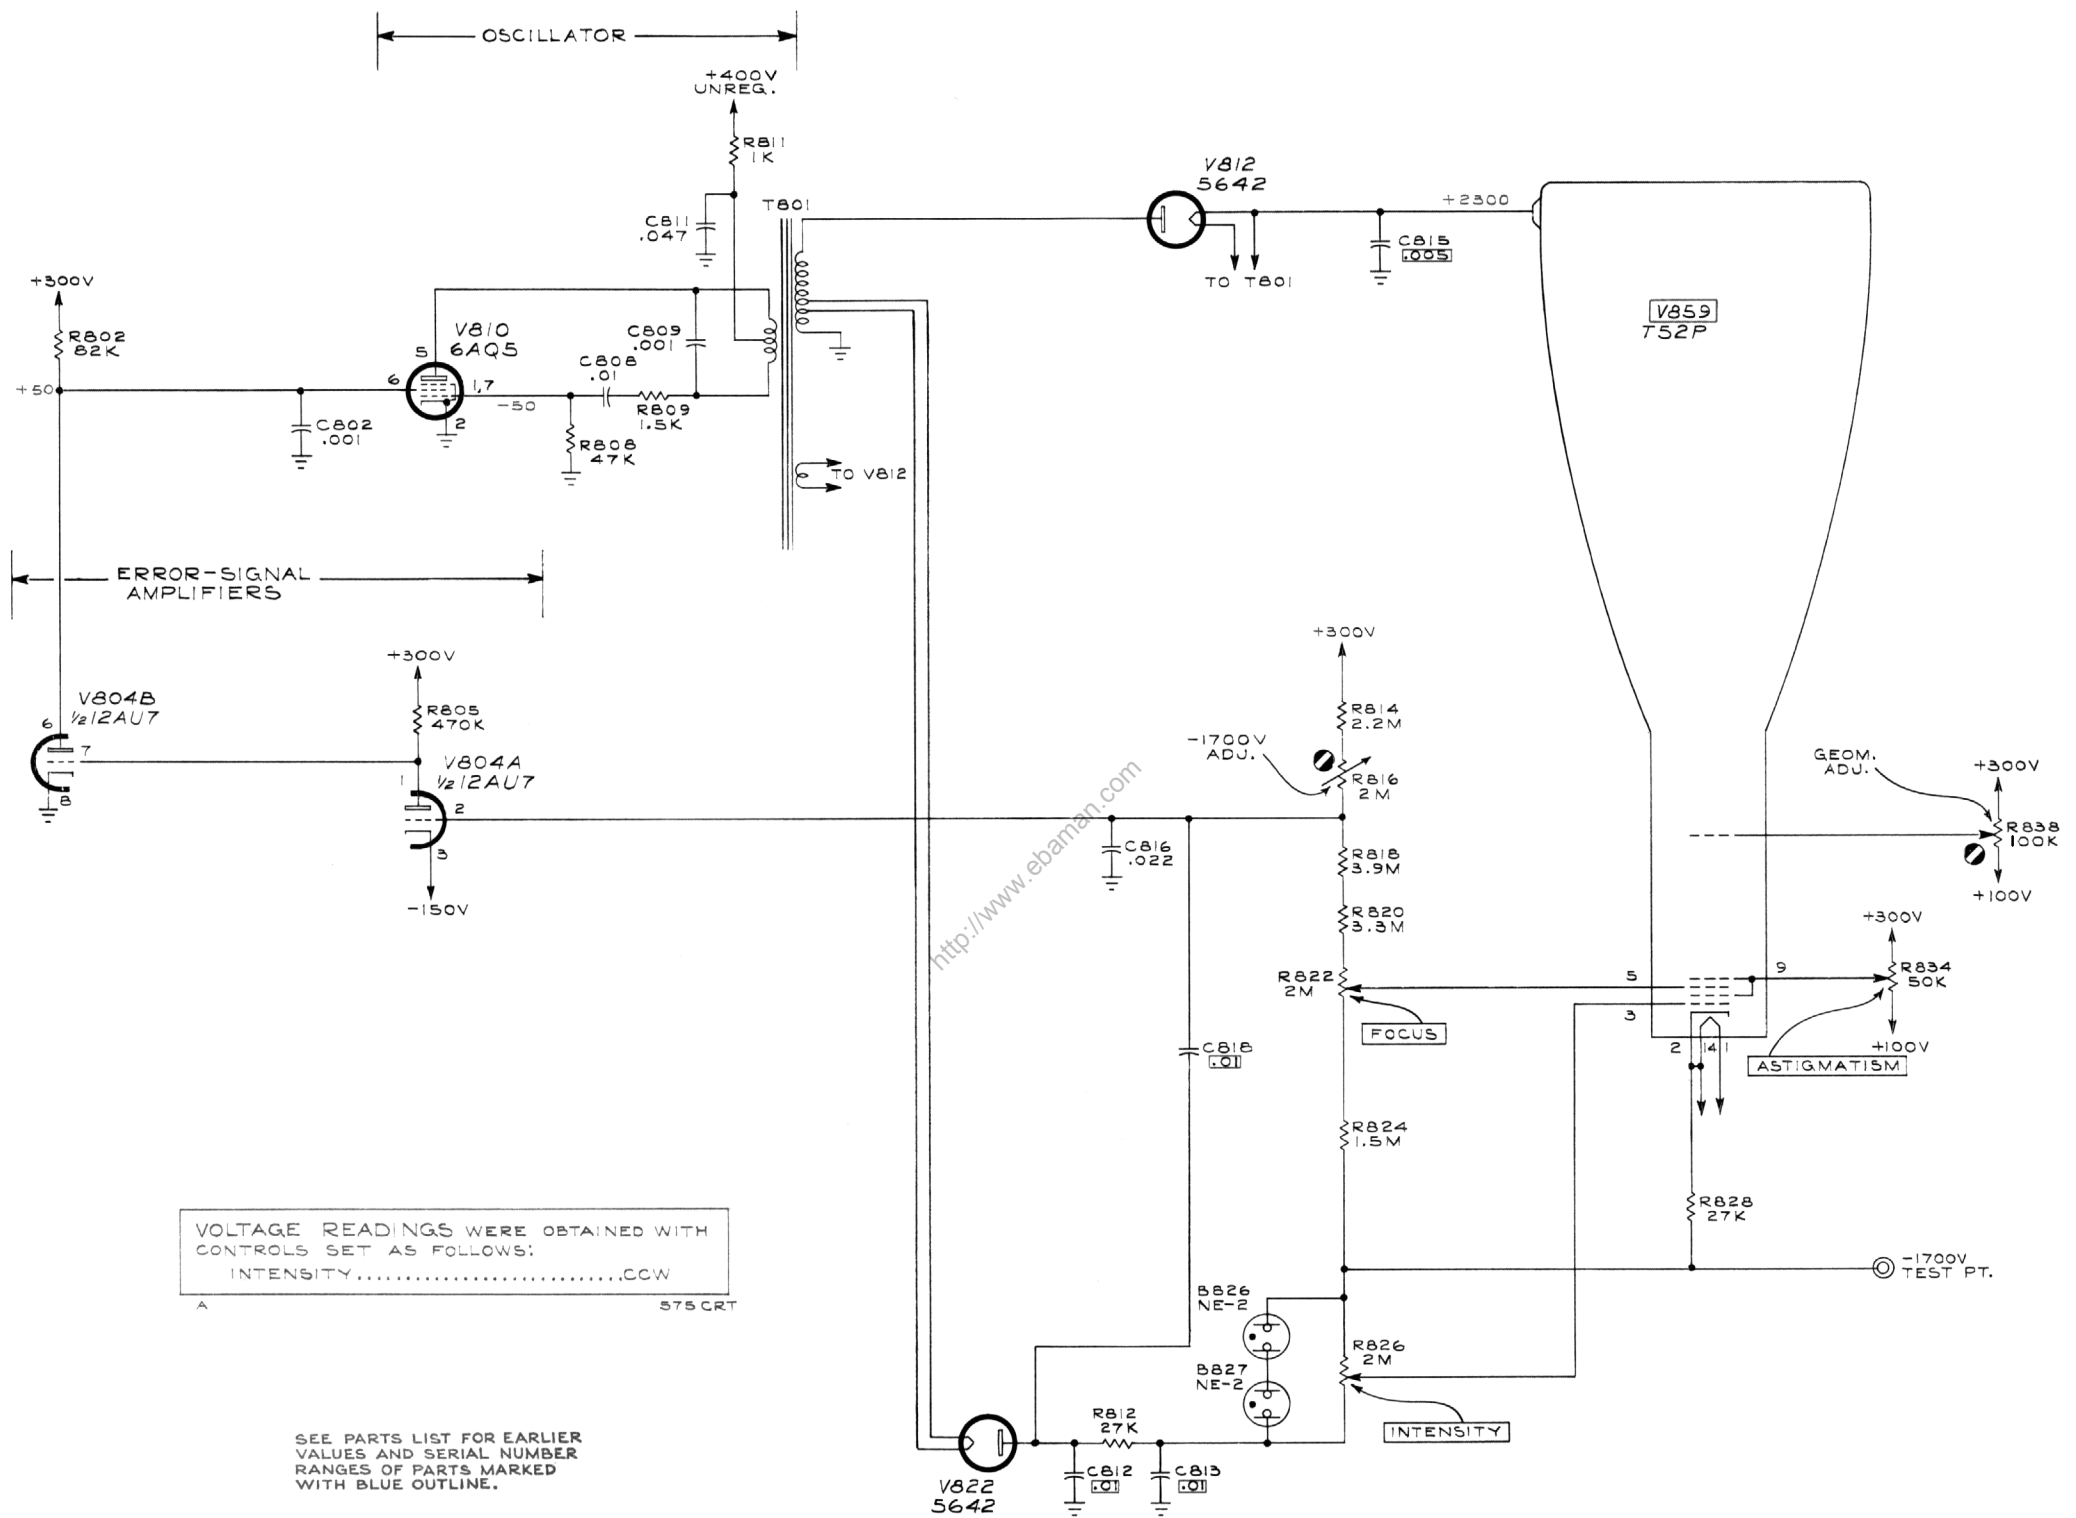 OSCILLATOR
+400V
UNREG.
R811
1K
C811
.047
T801
V812
5642
+2300
C815
.005
TO T801
V859
T52P
+300V
R802
82K
+50
C802
.001
V810
6AQ5
5
6
1,7
2
-50
C808
.01
R808
47K
R809
1.5K
C809
.001
TO V812
ERROR-SIGNAL
AMPLIFIERS
+300V
R805
470K
V804B
½12AU7
6
7
8
V804A
½12AU7
1
2
3
-150V
+300V
R814
2.2M
-1700V
ADJ.
R816
2M
C816
.022
R818
3.9M
R820
3.3M
R822
2M
FOCUS
C818
.01
R824
1.5M
GEOM.
ADJ.
+300V
R838
100K
+100V
+300V
R834
50K
+100V
ASTIGMATISM
5
9
3
2
14
1
R828
27K
-1700V
TEST PT.
B826
NE-2
B827
NE-2
R826
2M
INTENSITY
R812
27K
C812
.01
C813
.01
V822
5642
VOLTAGE READINGS WERE OBTAINED WITH
CONTROLS SET AS FOLLOWS:
INTENSITY............................CCW
A
575 CRT
SEE PARTS LIST FOR EARLIER
VALUES AND SERIAL NUMBER
RANGES OF PARTS MARKED
WITH BLUE OUTLINE.
http://www.ebaman.com